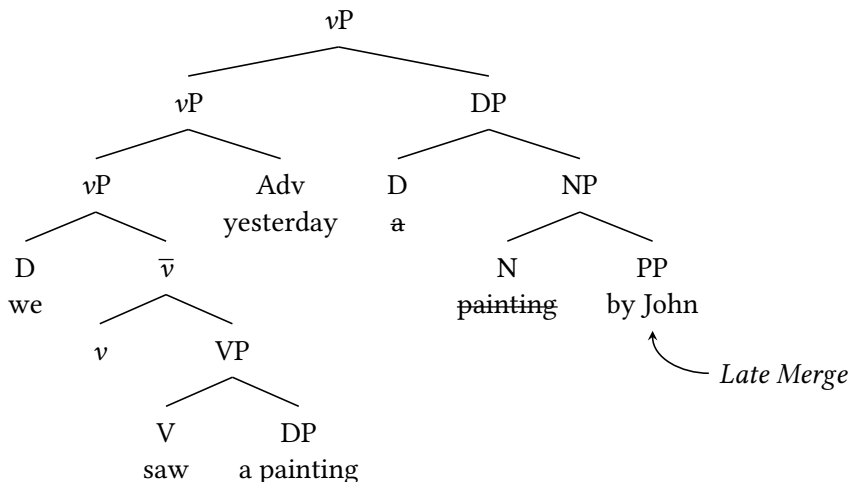 vP
vP DP
vP Adv D NP
yesterday a
D v̅ N PP
we painting by John
v VP
Late Merge
V DP
saw a painting